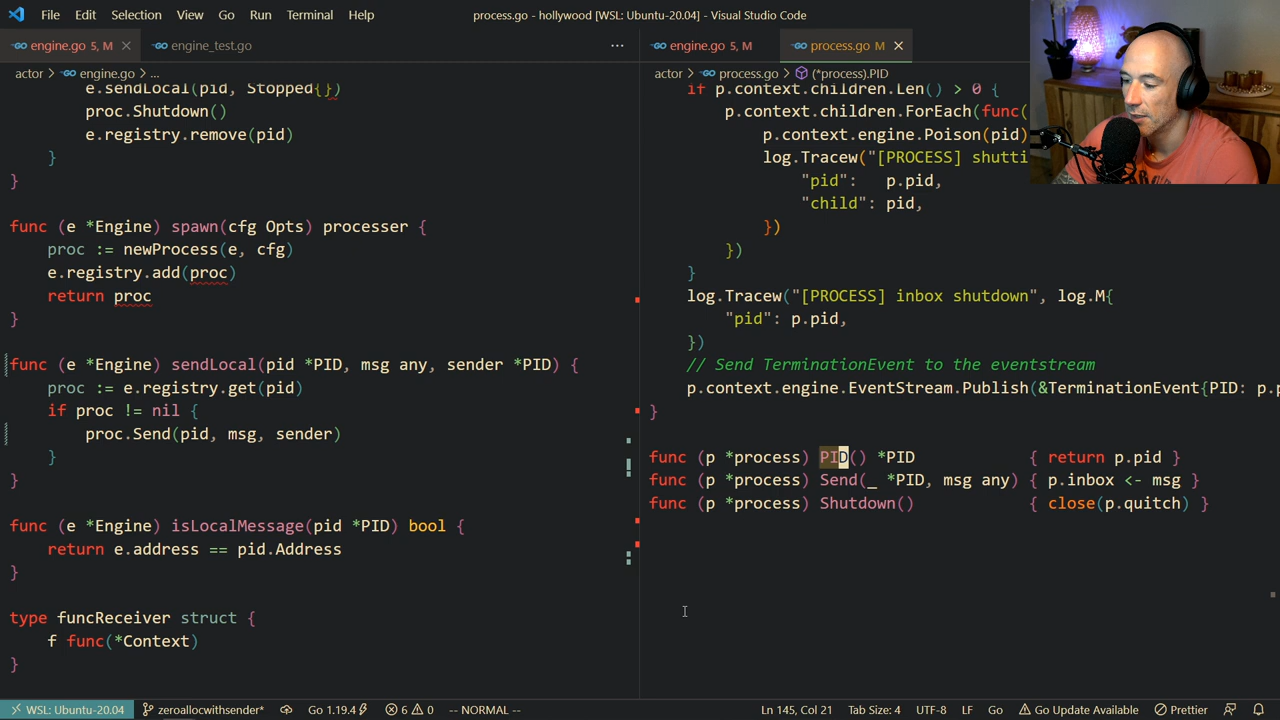 File Edit Selection View Go Run Terminal Help
process.go - hollywood [WSL: Ubuntu-20.04] - Visual Studio Code
engine.go 5, M
engine_test.go
actor > engine.go > ...
e.sendLocal(pid, Stopped{})
proc.Shutdown()
e.registry.remove(pid)
}
}
func (e *Engine) spawn(cfg Opts) processer {
proc := newProcess(e, cfg)
e.registry.add(proc)
return proc
}
func (e *Engine) sendLocal(pid *PID, msg any, sender *PID) {
proc := e.registry.get(pid)
if proc != nil {
proc.Send(pid, msg, sender)
}
}
func (e *Engine) isLocalMessage(pid *PID) bool {
return e.address == pid.Address
}
type funcReceiver struct {
f func(*Context)
}
engine.go 5, M
process.go M
actor > process.go > (*process).PID
if p.context.children.Len() > 0 {
p.context.children.ForEach(func(
p.context.engine.Poison(pid)
log.Tracew("[PROCESS] shutti
"pid": p.pid,
"child": pid,
})
})
}
log.Tracew("[PROCESS] inbox shutdown", log.M{
"pid": p.pid,
})
// Send TerminationEvent to the eventstream
p.context.engine.EventStream.Publish(&TerminationEvent{PID: p.p
}
func (p *process) PID() *PID { return p.pid }
func (p *process) Send(_ *PID, msg any) { p.inbox <- msg }
func (p *process) Shutdown() { close(p.quitch) }
WSL: Ubuntu-20.04 zeroallocwithsender* Go 1.19.4 6 0 -- NORMAL -- Ln 145, Col 21 Tab Size: 4 UTF-8 LF Go Go Update Available Prettier